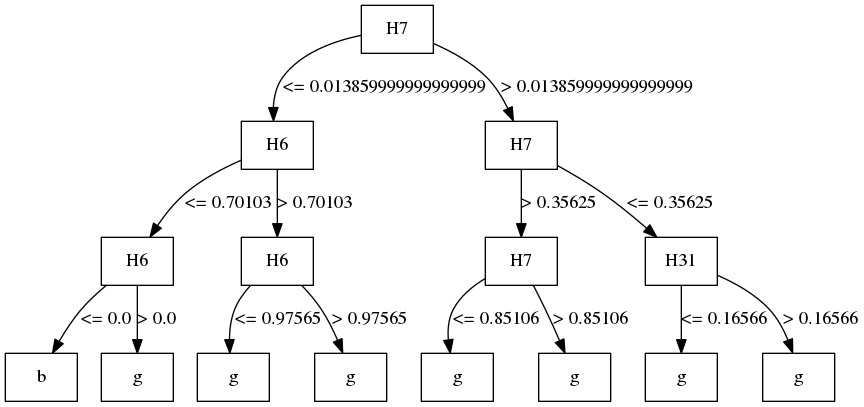 H7
<= 0.013859999999999999 > 0.013859999999999999
H6 H7
<= 0.70103 > 0.70103 > 0.35625 <= 0.35625
H6 H6 H7 H31
<= 0.0 > 0.0 <= 0.97565 > 0.97565 <= 0.85106 > 0.85106 <= 0.16566 > 0.16566
b g g g g g g g